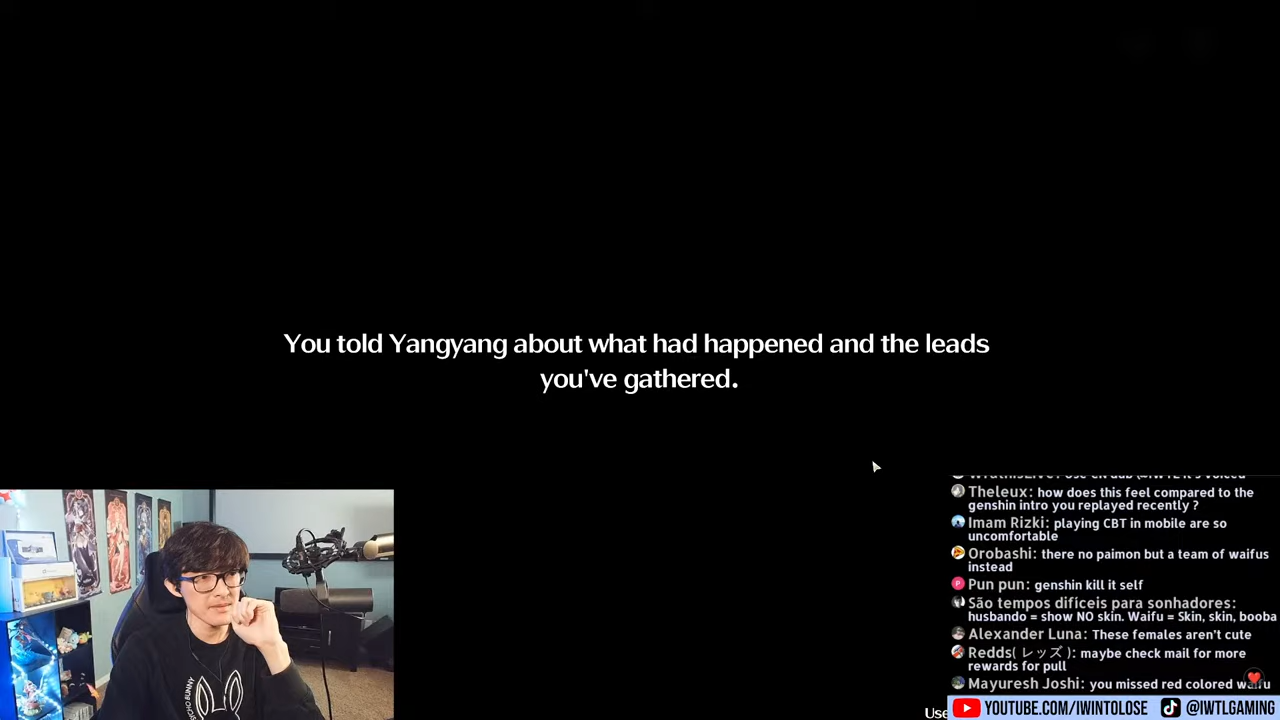 You told Yangyang about what had happened and the leads
you've gathered.
Theleux: how does this feel compared to the
genshin intro you replayed recently ?
Imam Rizki: playing CBT in mobile are so
uncomfortable
Orobashi: there no paimon but a team of waifus
instead
Pun pun: genshin kill it self
São tempos difíceis para sonhadores:
husbando = show NO skin. Waifu = Skin, skin, booba
Alexander Luna: These females aren't cute
Redds( レッズ ): maybe check mail for more
rewards for pull
Mayuresh Joshi: you missed red colored waifu
Use
YOUTUBE.COM/IWINTOLOSE @IWTLGAMING
PSYCHO BUNNY